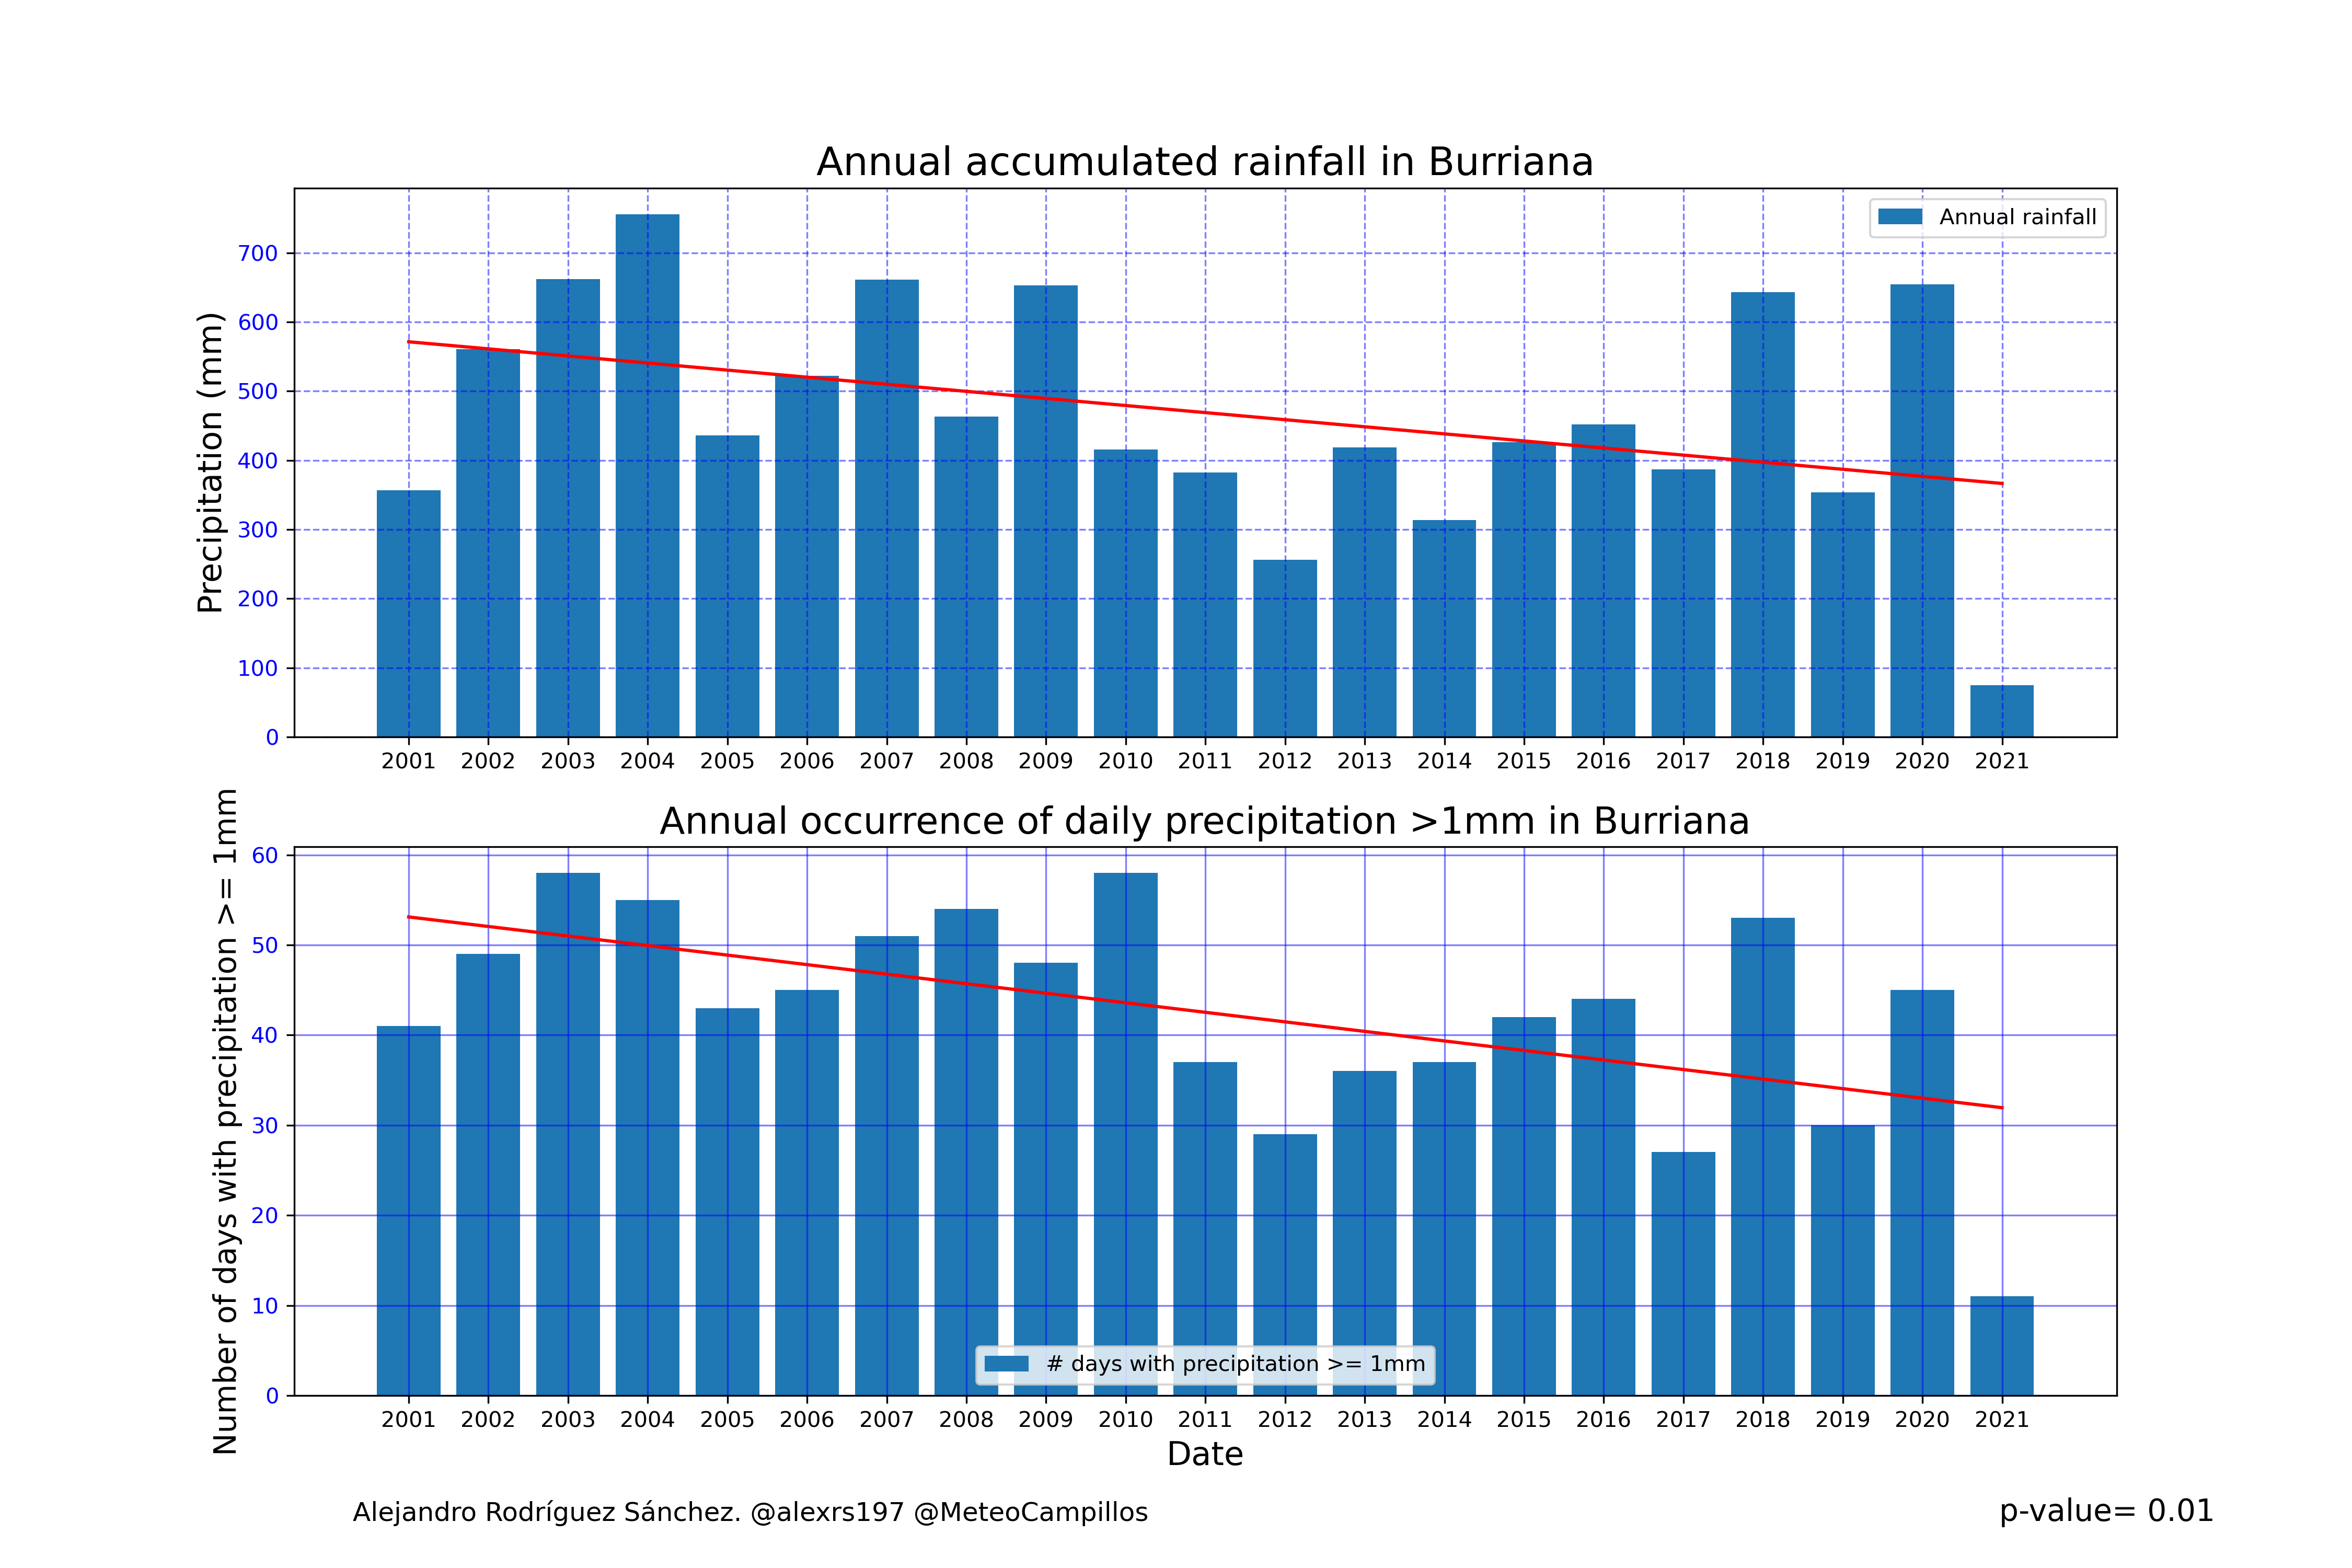 Annual accumulated rainfall in Burriana
Precipitation (mm)
700
600
500
400
300
200
100
0
Annual rainfall
2001 2002 2003 2004 2005 2006 2007 2008 2009 2010 2011 2012 2013 2014 2015 2016 2017 2018 2019 2020 2021
Annual occurrence of daily precipitation >1mm in Burriana
Number of days with precipitation >= 1mm
60
50
40
30
20
10
0
# days with precipitation >= 1mm
2001 2002 2003 2004 2005 2006 2007 2008 2009 2010 2011 2012 2013 2014 2015 2016 2017 2018 2019 2020 2021
Date
Alejandro Rodríguez Sánchez. @alexrs197 @MeteoCampillos
p-value= 0.01